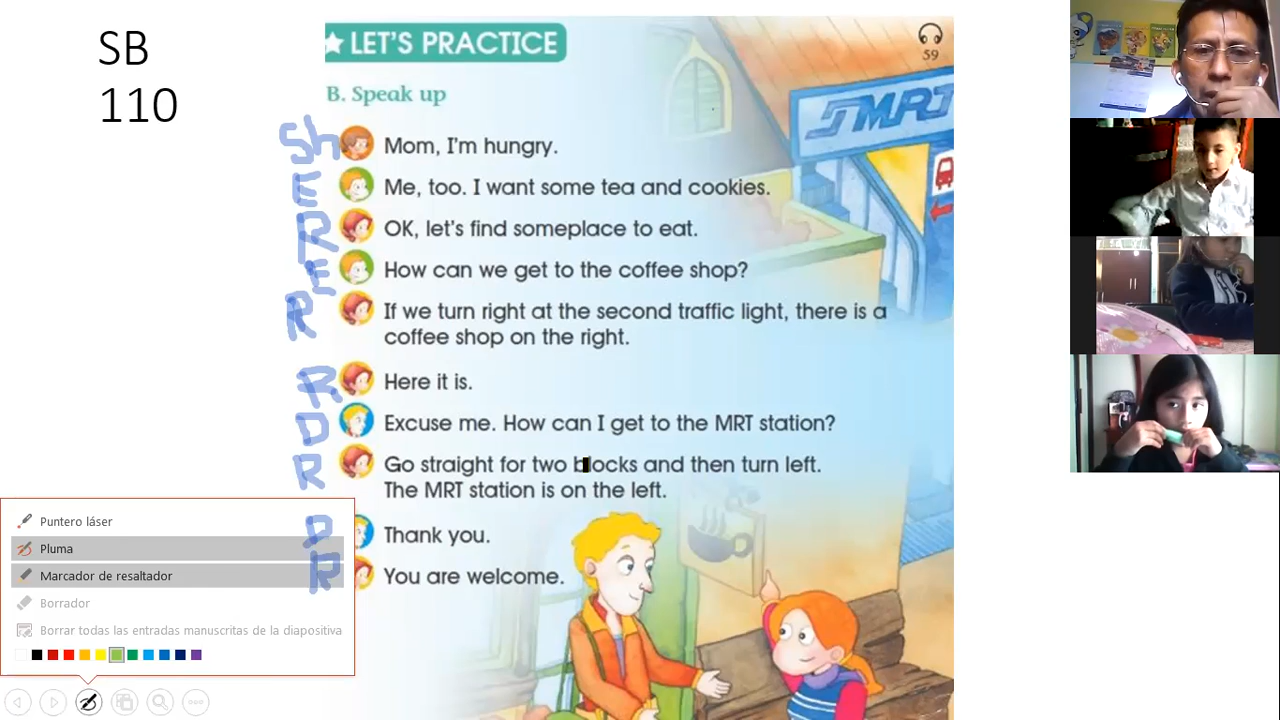 SB
110
LET'S PRACTICE
59
B. Speak up
SMRT
Sh
Mom, I'm hungry.
E
Me, too. I want some tea and cookies.
R
OK, let's find someplace to eat.
E
How can we get to the coffee shop?
R
If we turn right at the second traffic light, there is a
coffee shop on the right.
R
Here it is.
D
Excuse me. How can I get to the MRT station?
R
Go straight for two blocks and then turn left.
The MRT station is on the left.
D
Thank you.
R
You are welcome.
Puntero láser
Pluma
Marcador de resaltador
Borrador
Borrar todas las entradas manuscritas de la diapositiva